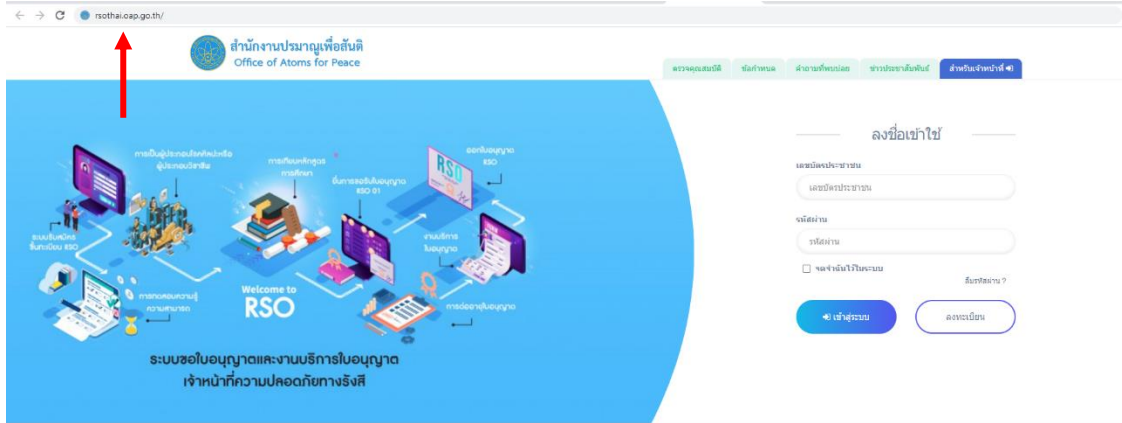 rsothai.oap.go.th/
สำนักงานปรมาณูเพื่อสันติ
Office of Atoms for Peace
ตรวจคุณสมบัติ
ข้อกำหนด
คำถามที่พบบ่อย
ข่าวประชาสัมพันธ์
สำหรับเจ้าหน้าที่
การเป็นผู้ประกอบโรคศิลปะหรือ
ผู้ประกอบวิชาชีพ
การเทียบหลักสูตร
การศึกษา
ยื่นการขอรับใบอนุญาต
RSO 01
ออกใบอนุญาต
RSO
RSO
ระบบรับสมัคร
ขึ้นทะเบียน RSO
การทดสอบความรู้
ความสามารถ
งานบริการ
ใบอนุญาต
การต่ออายุใบอนุญาต
Welcome to
RSO
ระบบขอใบอนุญาตและงานบริการใบอนุญาต
เจ้าหน้าที่ความปลอดภัยทางรังสี
ลงชื่อเข้าใช้
เลขบัตรประชาชน
เลขบัตรประชาชน
รหัสผ่าน
รหัสผ่าน
จดจำฉันไว้ในระบบ
ลืมรหัสผ่าน ?
เข้าสู่ระบบ
ลงทะเบียน